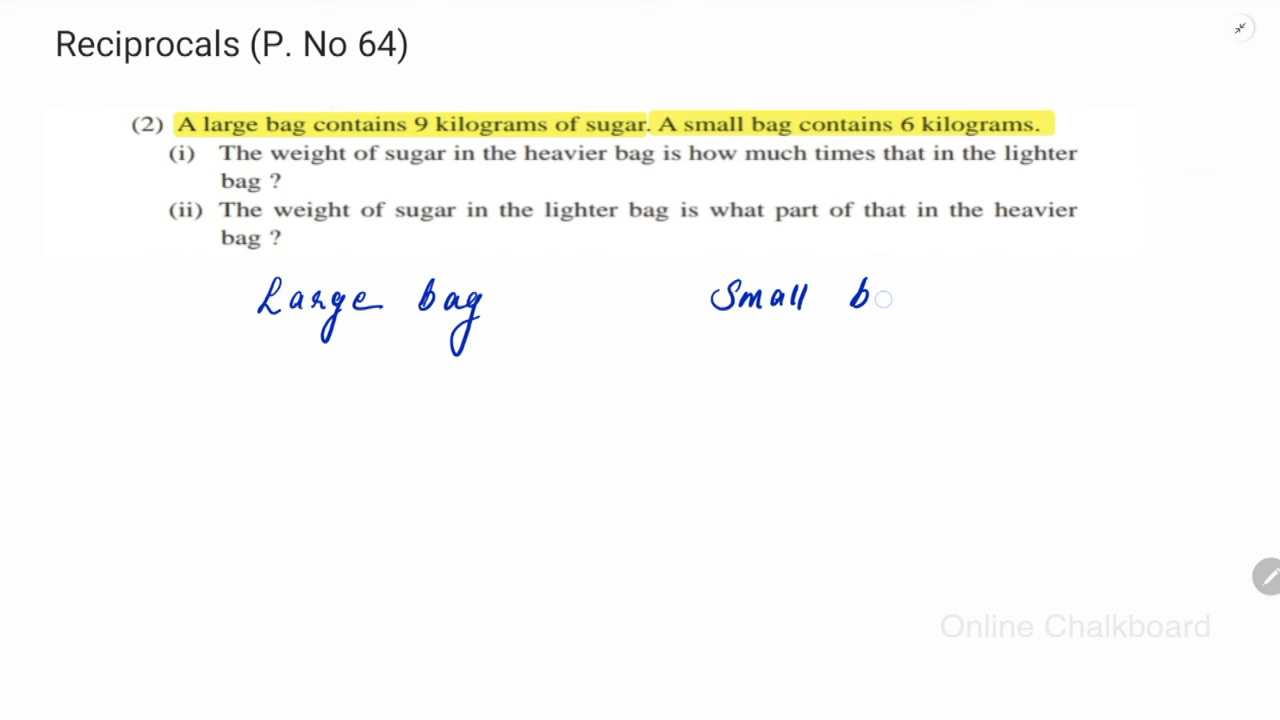 Reciprocals (P. No 64)
(2) A large bag contains 9 kilograms of sugar. A small bag contains 6 kilograms.
(i) The weight of sugar in the heavier bag is how much times that in the lighter
bag ?
(ii) The weight of sugar in the lighter bag is what part of that in the heavier
bag ?
Large bag Small b
Online Chalkboard